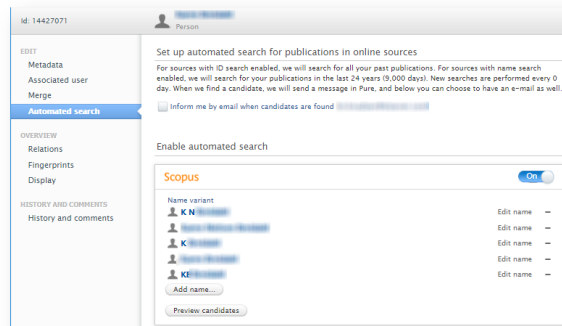 Id: 14427071
Person
EDIT
Metadata
Associated user
Merge
Automated search
OVERVIEW
Relations
Fingerprints
Display
HISTORY AND COMMENTS
History and comments
Set up automated search for publications in online sources
For sources with ID search enabled, we will search for all your past publications. For sources with name search
enabled, we will search for your publications in the last 24 years (9,000 days). New searches are performed every 0
day. When we find a candidate, we will send a message in Pure, and below you can choose to have an e-mail as well.
Inform me by email when candidates are found
Enable automated search
Scopus On
Name variant
K N Edit name –
Edit name –
K Edit name –
Edit name –
KE Edit name –
Add name...
Preview candidates